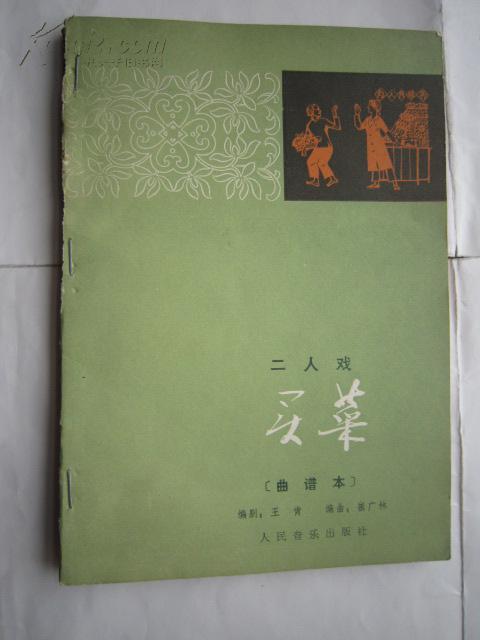 二人戏
买菜
〔曲谱本〕
编剧：王肯 编曲：崔广林
人民音乐出版社